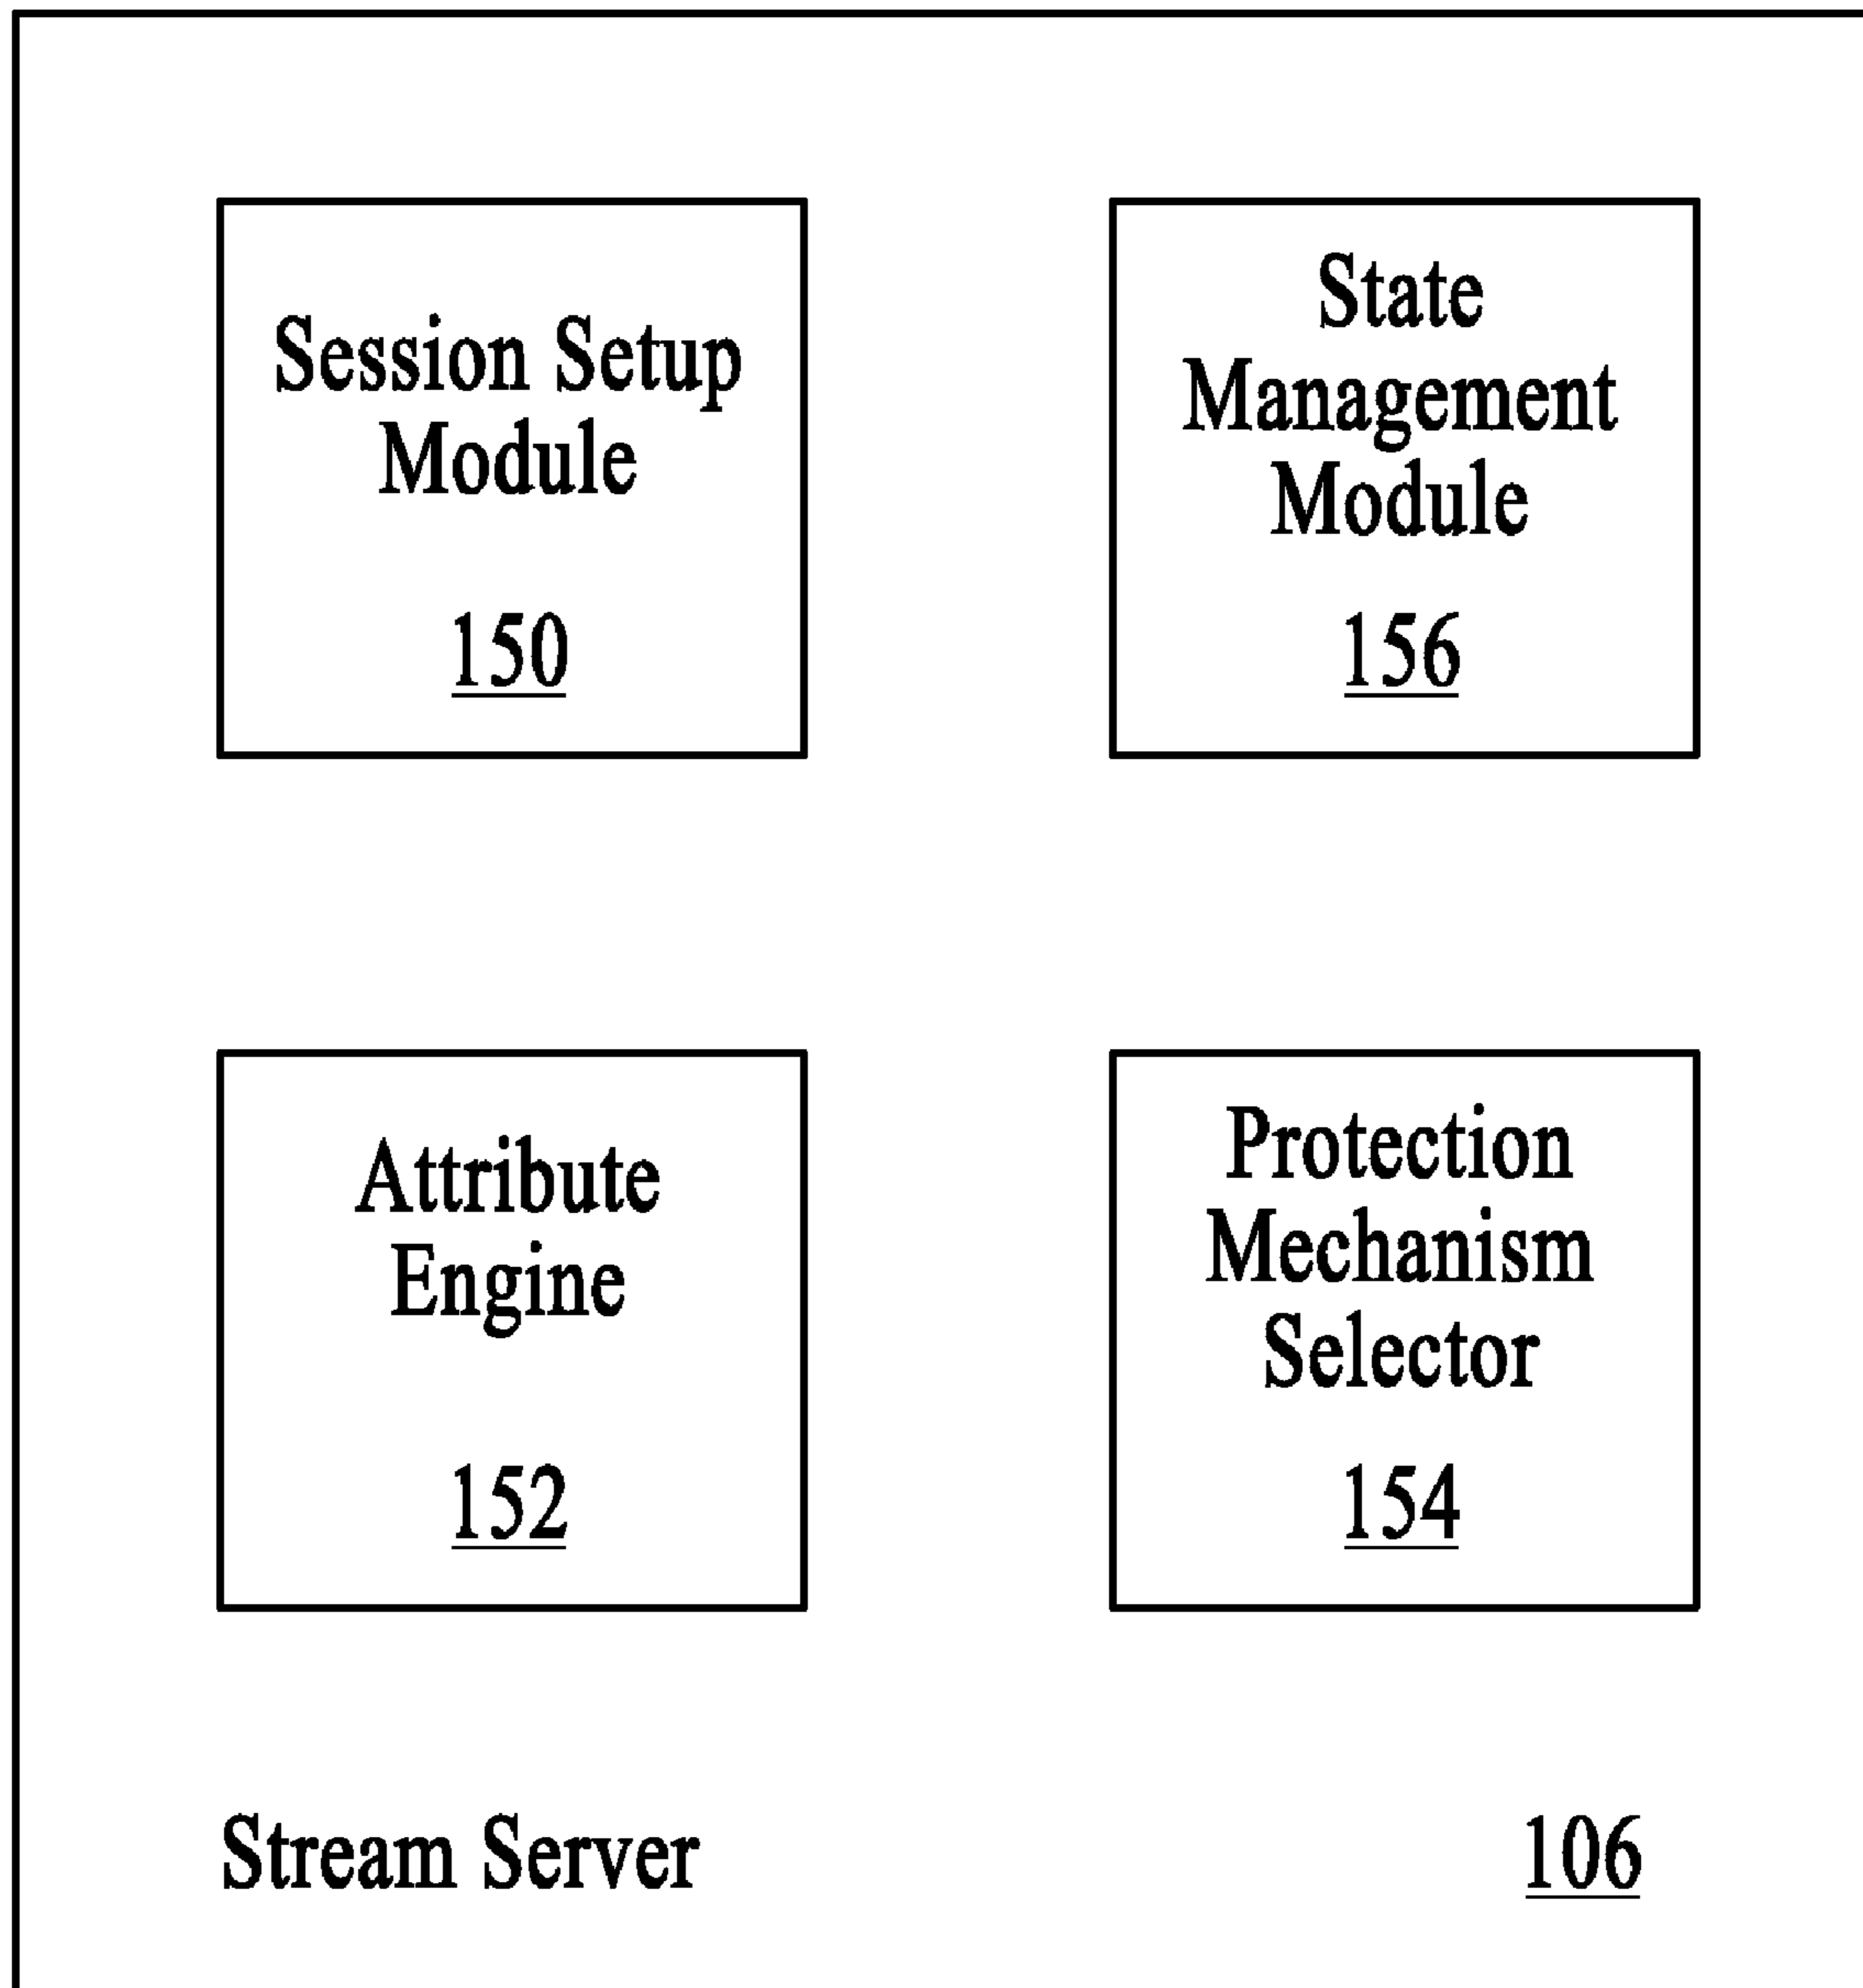 Session Setup
Module
150
State
Management
Module
156
Attribute
Engine
152
Protection
Mechanism
Selector
154
Stream Server
106